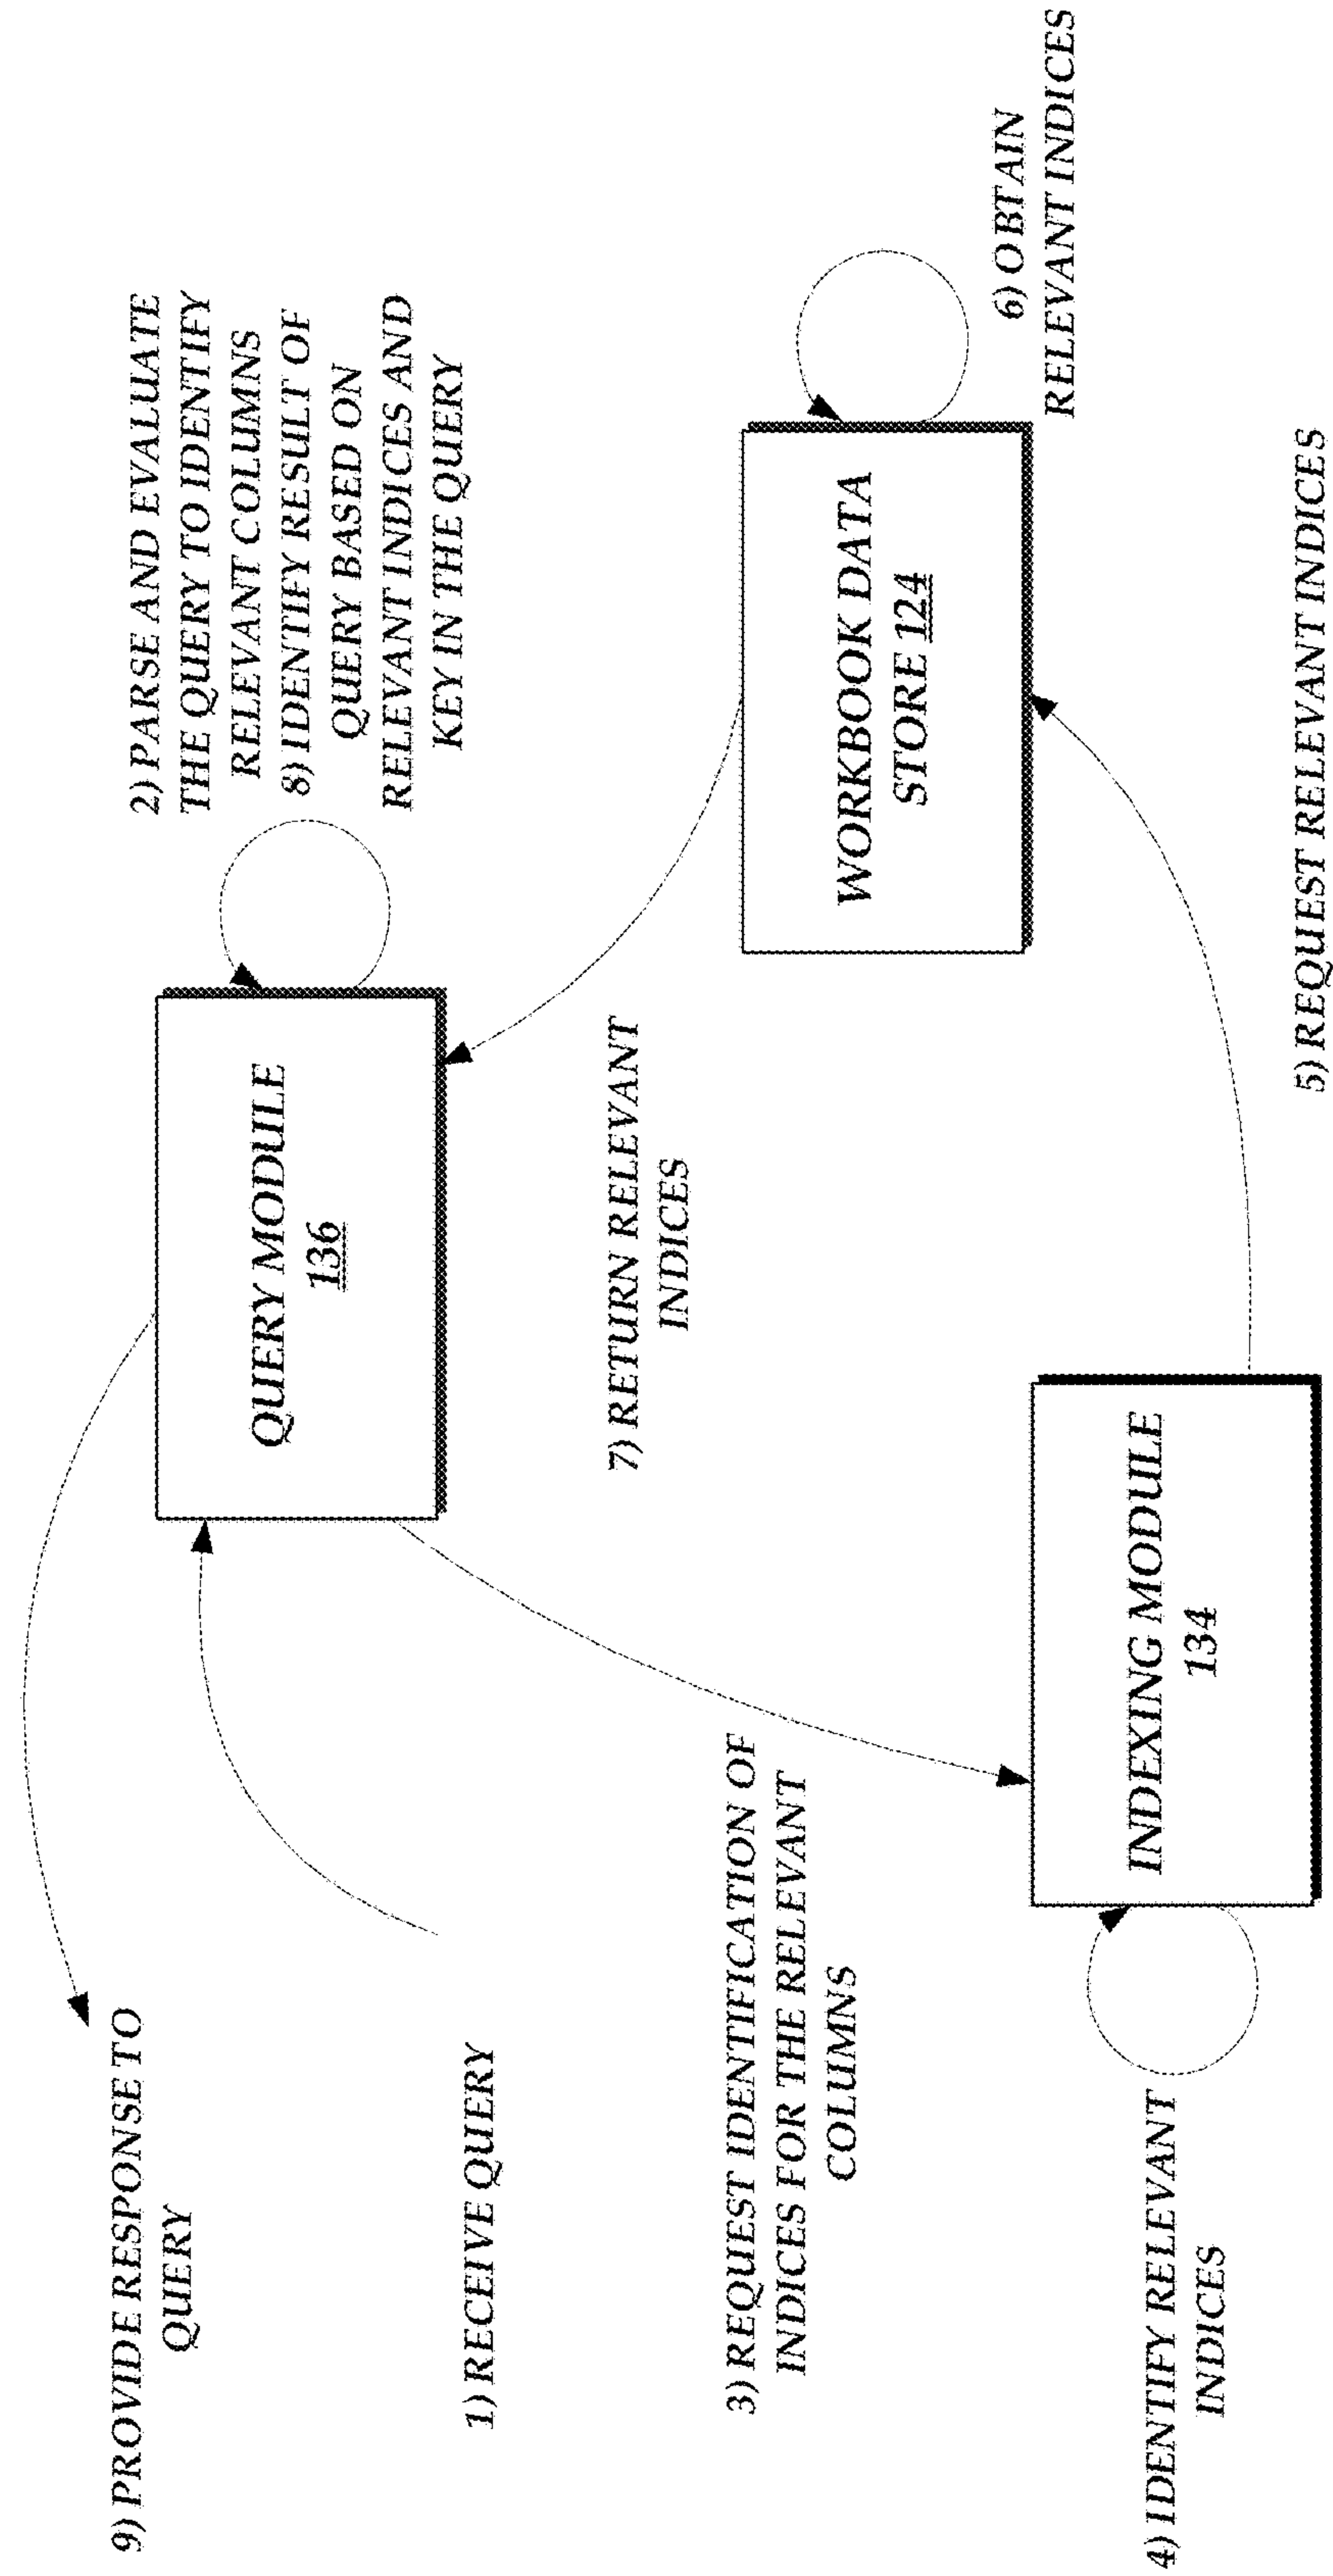 9) PROVIDE RESPONSE TO
QUERY
1) RECEIVE QUERY
QUERY MODULE
136
2) PARSE AND EVALUATE
THE QUERY TO IDENTIFY
RELEVANT COLUMNS
8) IDENTIFY RESULT OF
QUERY BASED ON
RELEVANT INDICES AND
KEY IN THE QUERY
3) REQUEST IDENTIFICATION OF
INDICES FOR THE RELEVANT
COLUMNS
7) RETURN RELEVANT
INDICES
WORKBOOK DATA
STORE 124
6) OBTAIN
RELEVANT INDICES
4) IDENTIFY RELEVANT
INDICES
INDEXING MODULE
134
5) REQUEST RELEVANT INDICES